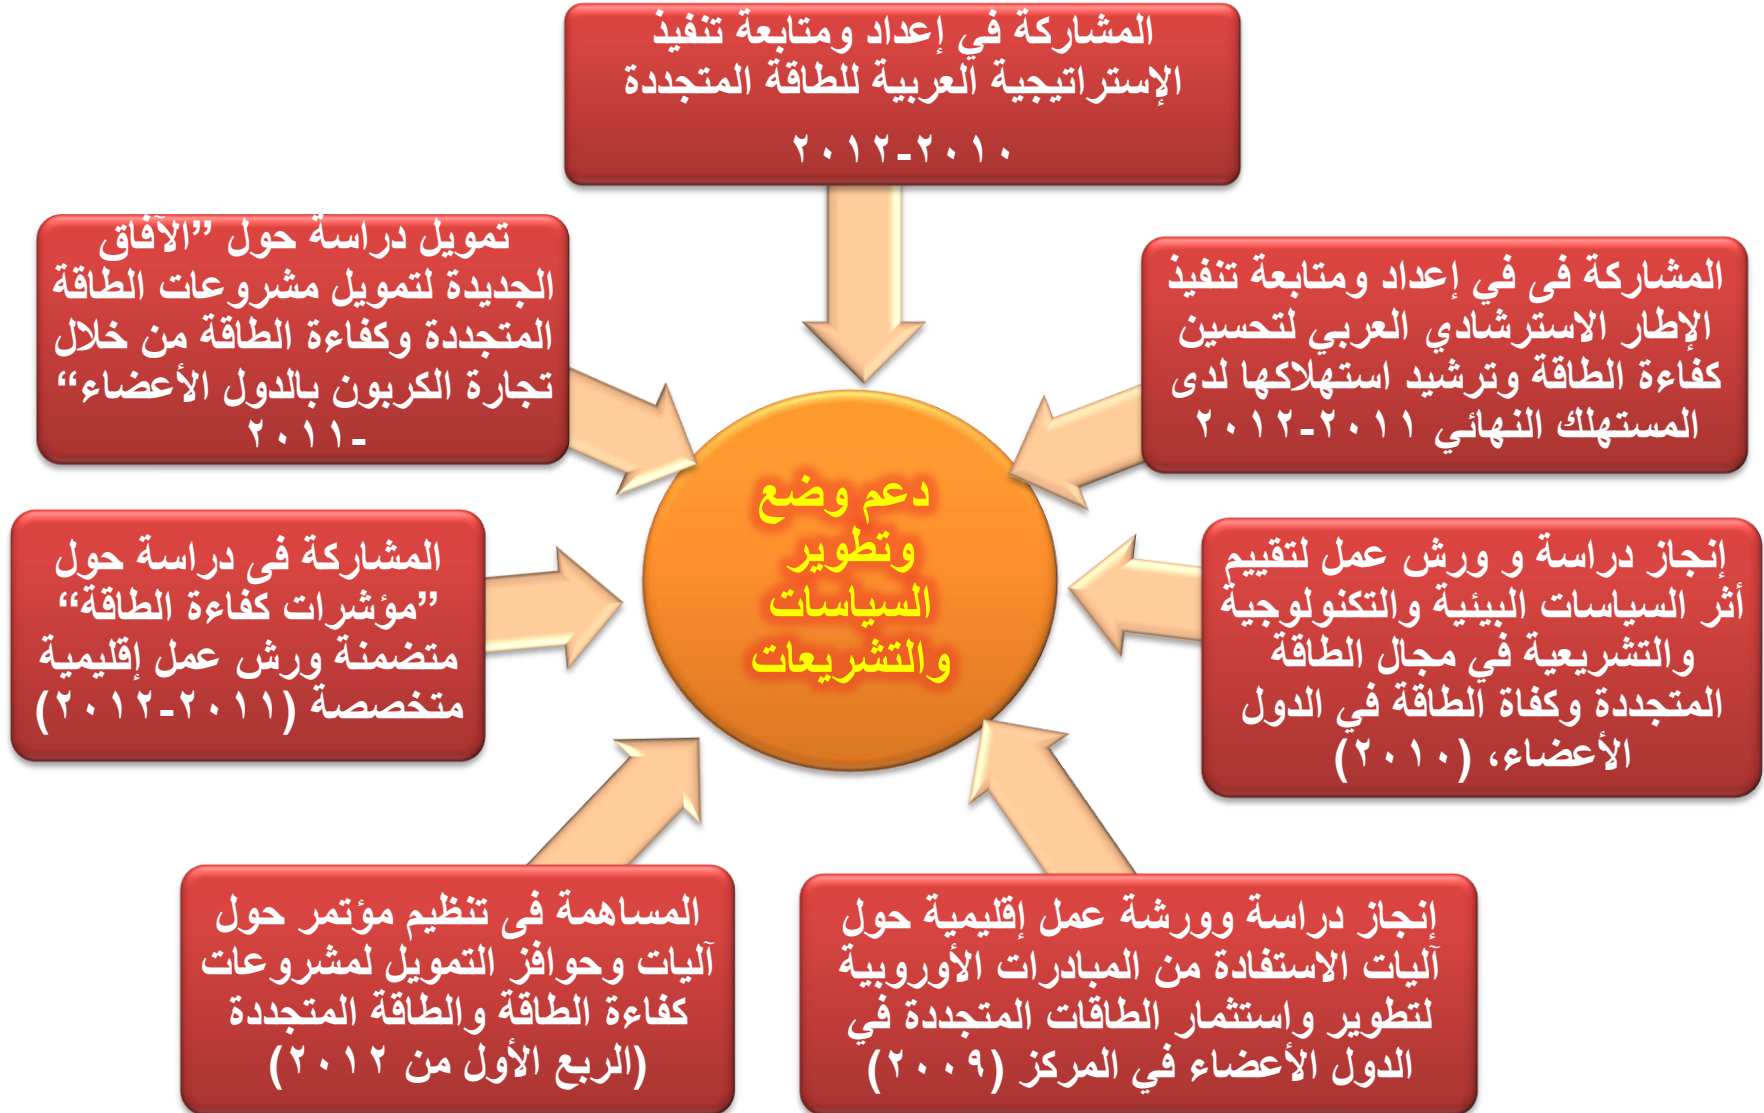 المشاركة في إعداد ومتابعة تنفيذ
الإستراتيجية العربية للطاقة المتجددة
٢٠١٠-٢٠١٢
المشاركة فى في إعداد ومتابعة تنفيذ
الإطار الاسترشادي العربي لتحسين
كفاءة الطاقة وترشيد استهلاكها لدى
المستهلك النهائي ٢٠١١-٢٠١٢
إنجاز دراسة و ورش عمل لتقييم
أثر السياسات البيئية والتكنولوجية
والتشريعية في مجال الطاقة
المتجددة وكفاة الطاقة في الدول
الأعضاء، (٢٠١٠)
إنجاز دراسة وورشة عمل إقليمية حول
آليات الاستفادة من المبادرات الأوروبية
لتطوير واستثمار الطاقات المتجددة في
الدول الأعضاء في المركز (٢٠٠٩)
المساهمة فى تنظيم مؤتمر حول
آليات وحوافز التمويل لمشروعات
كفاءة الطاقة والطاقة المتجددة
(الربع الأول من ٢٠١٢)
المشاركة فى دراسة حول
”مؤشرات كفاءة الطاقة“
متضمنة ورش عمل إقليمية
متخصصة (٢٠١١-٢٠١٢)
تمويل دراسة حول ”الآفاق
الجديدة لتمويل مشروعات الطاقة
المتجددة وكفاءة الطاقة من خلال
تجارة الكربون بالدول الأعضاء“
-٢٠١١
دعم وضع
وتطوير
السياسات
والتشريعات